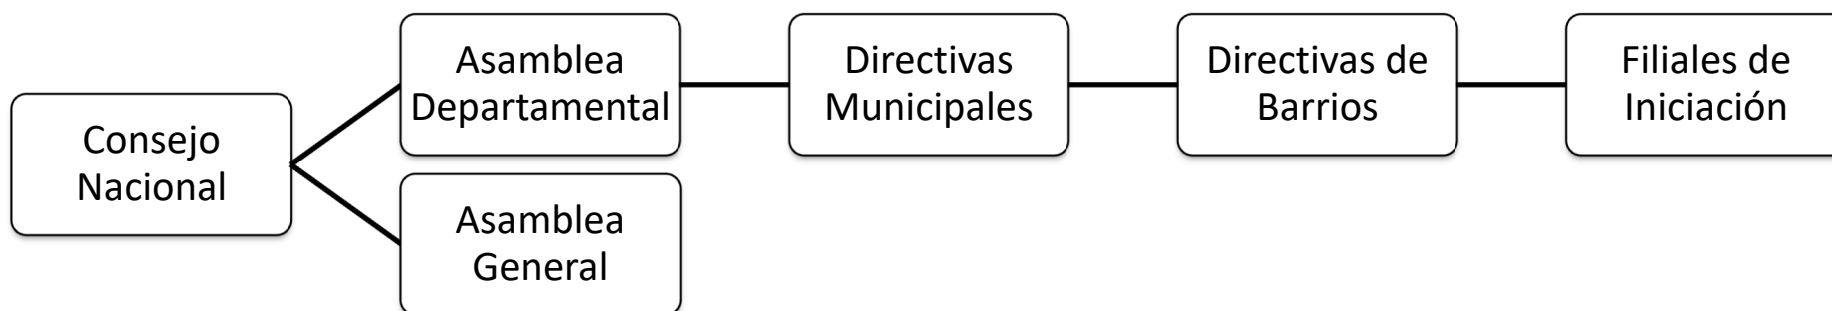 Consejo
Nacional
Asamblea
Departamental
Directivas
Municipales
Directivas de
Barrios
Filiales de
Iniciación
Asamblea
General